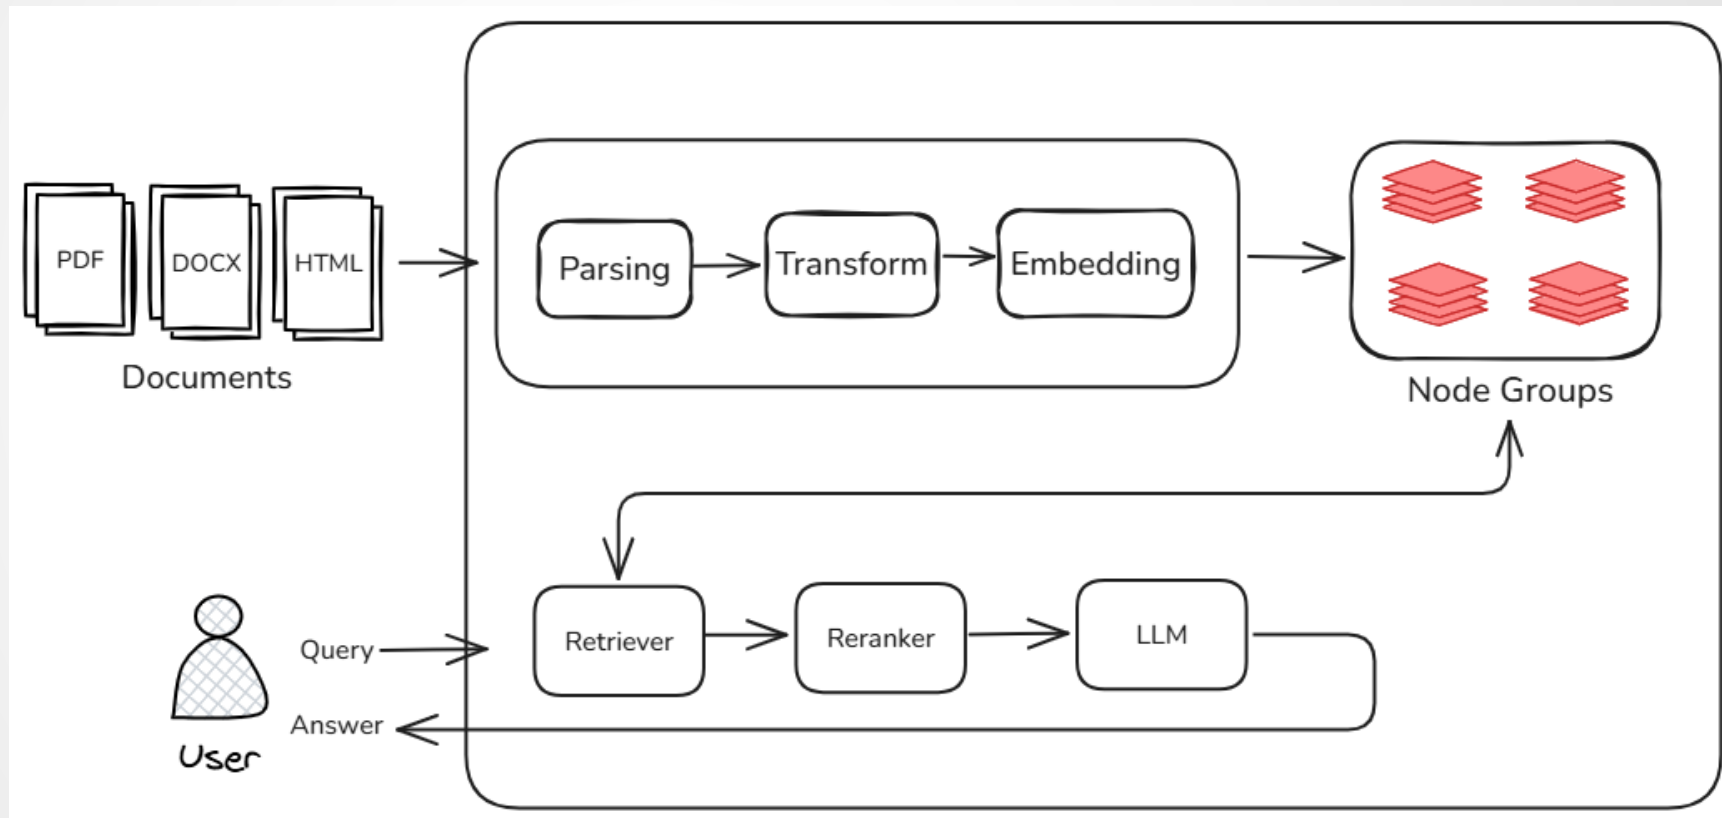 PDF
DOCX
HTML
Documents
Parsing
Transform
Embedding
Node Groups
Query
Answer
User
Retriever
Reranker
LLM